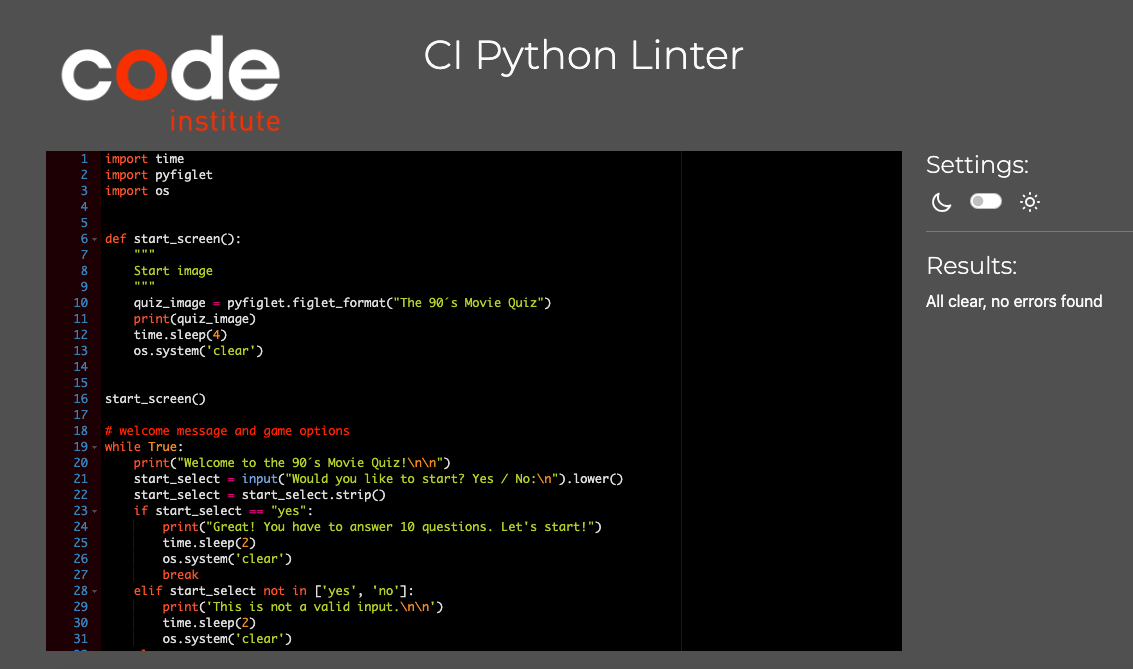 code
institute
CI Python Linter
1 import time
2 import pyfiglet
3 import os
4
5
6 def start_screen():
7     """
8     Start image
9     """
10     quiz_image = pyfiglet.figlet_format("The 90´s Movie Quiz")
11     print(quiz_image)
12     time.sleep(4)
13     os.system('clear')
14
15
16 start_screen()
17
18 # welcome message and game options
19 while True:
20     print("Welcome to the 90´s Movie Quiz!\n\n")
21     start_select = input("Would you like to start? Yes / No:\n").lower()
22     start_select = start_select.strip()
23     if start_select == "yes":
24         print("Great! You have to answer 10 questions. Let's start!")
25         time.sleep(2)
26         os.system('clear')
27         break
28     elif start_select not in ['yes', 'no']:
29         print('This is not a valid input.\n\n')
30         time.sleep(2)
31         os.system('clear')
Settings:
Results:
All clear, no errors found